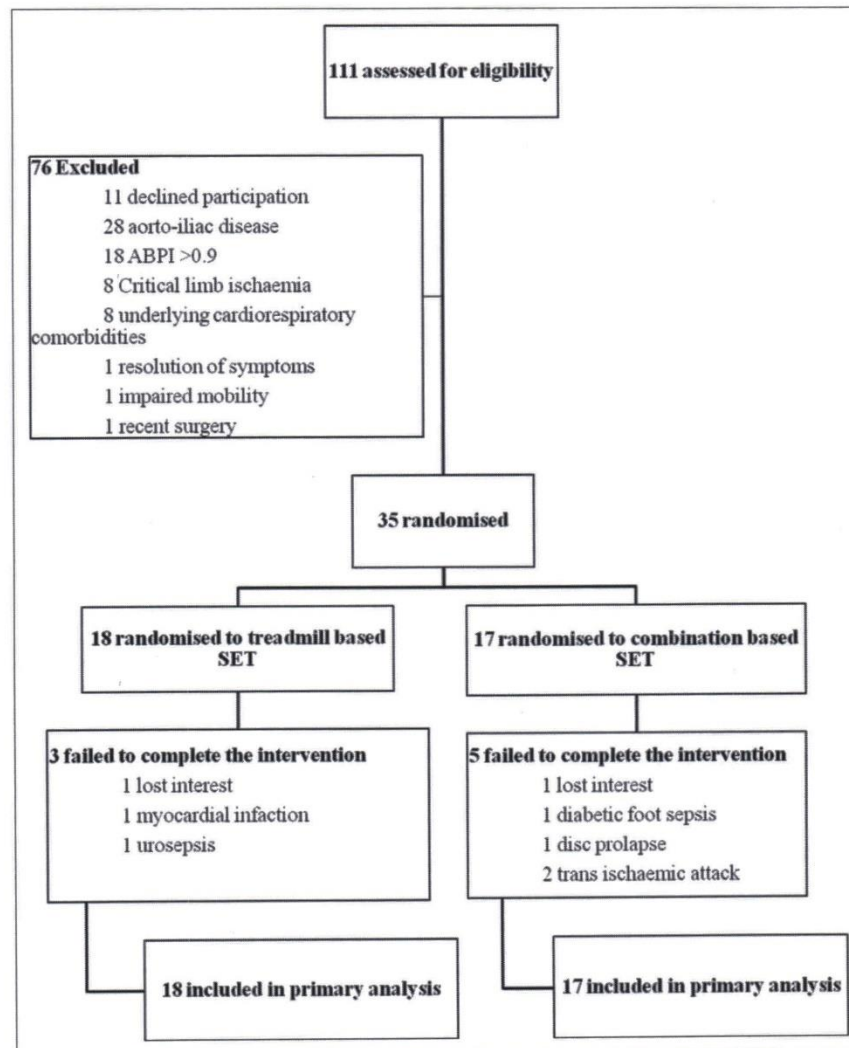 111 assessed for eligibility
76 Excluded
11 declined participation
28 aorto-iliac disease
18 ABPI >0.9
8 Critical limb ischaemia
8 underlying cardiorespiratory
comorbidities
1 resolution of symptoms
1 impaired mobility
1 recent surgery
35 randomised
18 randomised to treadmill based
SET
17 randomised to combination based
SET
3 failed to complete the intervention
1 lost interest
1 myocardial infaction
1 urosepsis
5 failed to complete the intervention
1 lost interest
1 diabetic foot sepsis
1 disc prolapse
2 trans ischaemic attack
18 included in primary analysis
17 included in primary analysis